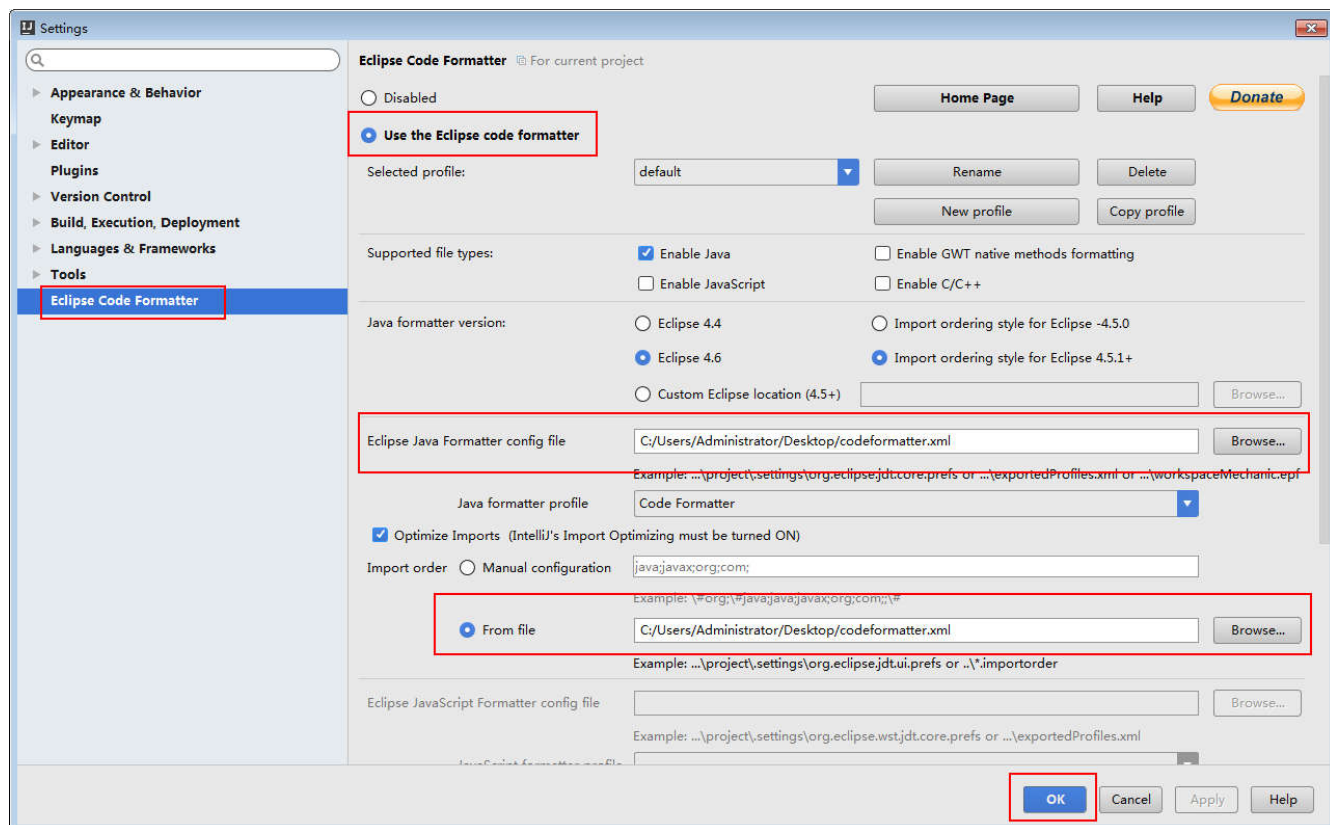 Settings
Eclipse Code Formatter For current project
Appearance & Behavior
Keymap
Editor
Plugins
Version Control
Build, Execution, Deployment
Languages & Frameworks
Tools
Eclipse Code Formatter
Disabled
Home Page
Help
Donate
Use the Eclipse code formatter
Selected profile:
default
Rename
Delete
New profile
Copy profile
Supported file types:
Enable Java
Enable GWT native methods formatting
Enable JavaScript
Enable C/C++
Java formatter version:
Eclipse 4.4
Import ordering style for Eclipse -4.5.0
Eclipse 4.6
Import ordering style for Eclipse 4.5.1+
Custom Eclipse location (4.5+)
Browse...
Eclipse Java Formatter config file
C:/Users/Administrator/Desktop/codeformatter.xml
Browse...
Example: ...\project\.settings\org.eclipse.jdt.core.prefs or ...\exportedProfiles.xml or ...\workspaceMechanic.epf
Java formatter profile
Code Formatter
Optimize Imports (IntelliJ's Import Optimizing must be turned ON)
Import order
Manual configuration
java;javax;org;com;
Example: \#org;\#java;java;javax;org;com;;\#
From file
C:/Users/Administrator/Desktop/codeformatter.xml
Browse...
Example: ...\project\.settings\org.eclipse.jdt.ui.prefs or ..\*.importorder
Eclipse JavaScript Formatter config file
Browse...
Example: ...\project\.settings\org.eclipse.wst.jdt.core.prefs or ...\exportedProfiles.xml
JavaScript formatter profile
OK
Cancel
Apply
Help